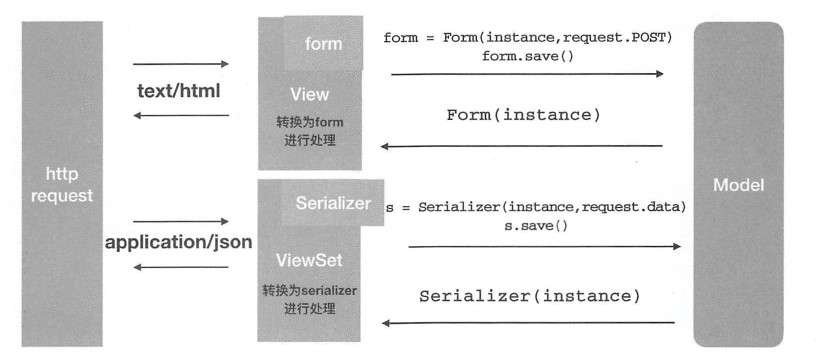 http
request
text/html
form
View
转换为form
进行处理
form = Form(instance,request.POST)
form.save()
Form(instance)
application/json
Serializer
ViewSet
转换为serializer
进行处理
s = Serializer(instance,request.data)
s.save()
Serializer(instance)
Model